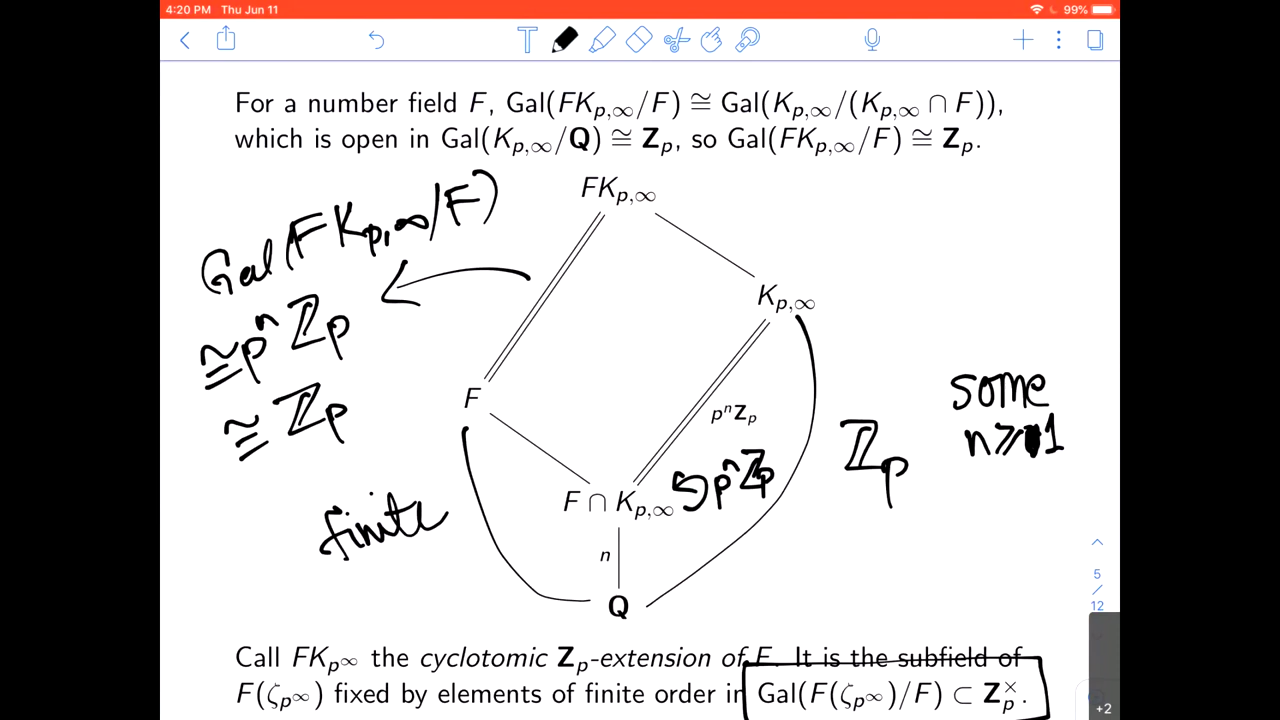 4:20 PM Thu Jun 11 99%
For a number field F, Gal(FK_{p,∞}/F) ≅ Gal(K_{p,∞}/(K_{p,∞} ∩ F)),
which is open in Gal(K_{p,∞}/Q) ≅ Z_p, so Gal(FK_{p,∞}/F) ≅ Z_p.
FK_{p,∞}
Gal(FK_{p,∞}/F)
≅ p^n ℤ_p
≅ ℤ_p
K_{p,∞}
F
p^n Z_p
ℤ_p
some
n ⩾ 1
F ∩ K_{p,∞}
p^n ℤ_p
finite
n
Q
5
/
12
Call FK_{p^∞} the cyclotomic Z_p-extension of F. It is the subfield of
F(ζ_{p^∞}) fixed by elements of finite order in Gal(F(ζ_{p^∞})/F) ⊂ Z_p^×.
+2